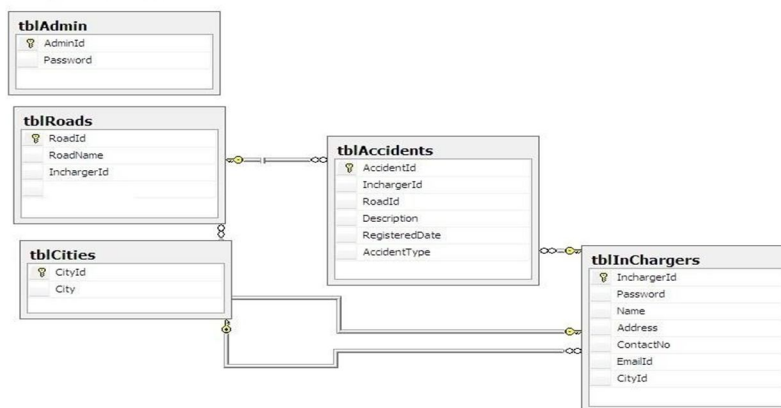 tblAdmin
AdminId
Password
tblRoads
RoadId
RoadName
InchargerId
tblCities
CityId
City
tblAccidents
AccidentId
InchargerId
RoadId
Description
RegisteredDate
AccidentType
tblInChargers
InchargerId
Password
Name
Address
ContactNo
EmailId
CityId